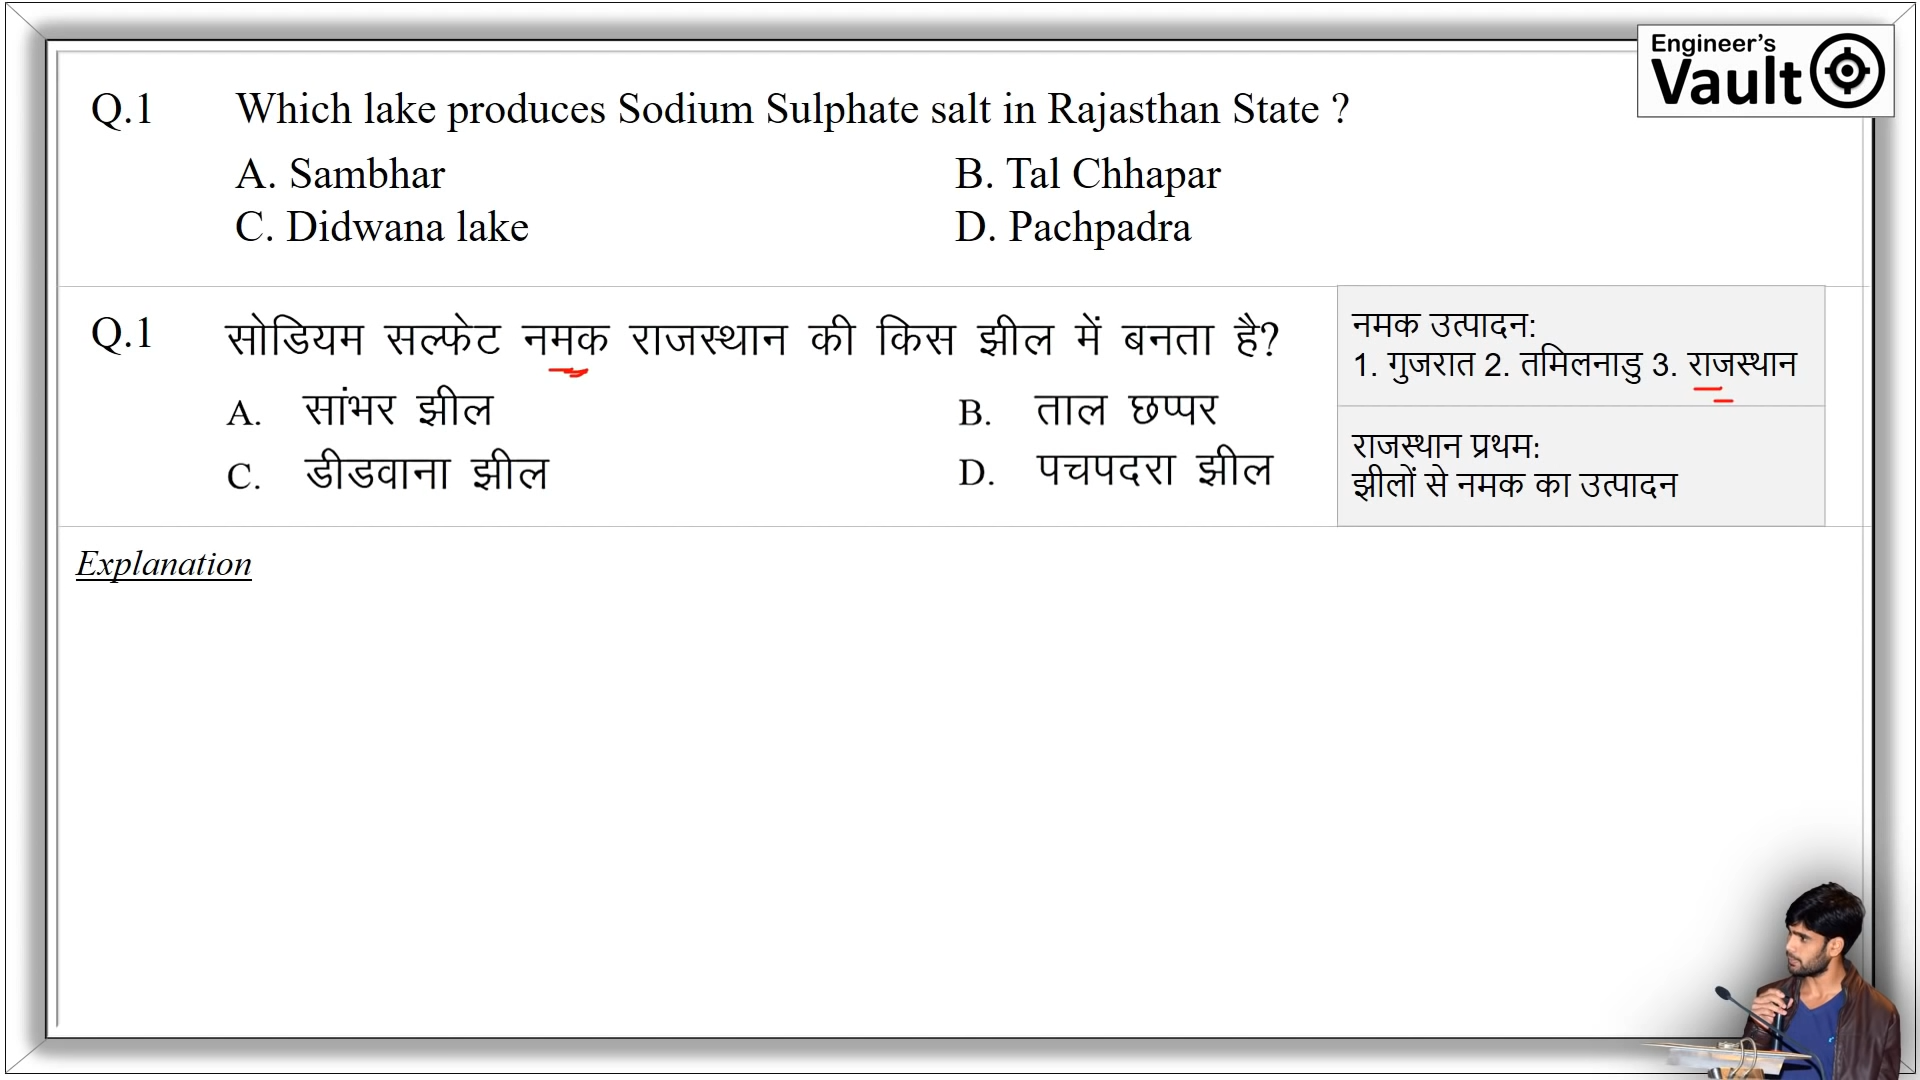 Engineer's
Vault
Q.1 Which lake produces Sodium Sulphate salt in Rajasthan State ?
A. Sambhar B. Tal Chhapar
C. Didwana lake D. Pachpadra
Q.1 सोडियम सल्फेट नमक राजस्थान की किस झील में बनता है?
A. सांभर झील B. ताल छप्पर
C. डीडवाना झील D. पचपदरा झील
नमक उत्पादन:
1. गुजरात 2. तमिलनाडु 3. राजस्थान
राजस्थान प्रथम:
झीलों से नमक का उत्पादन
Explanation